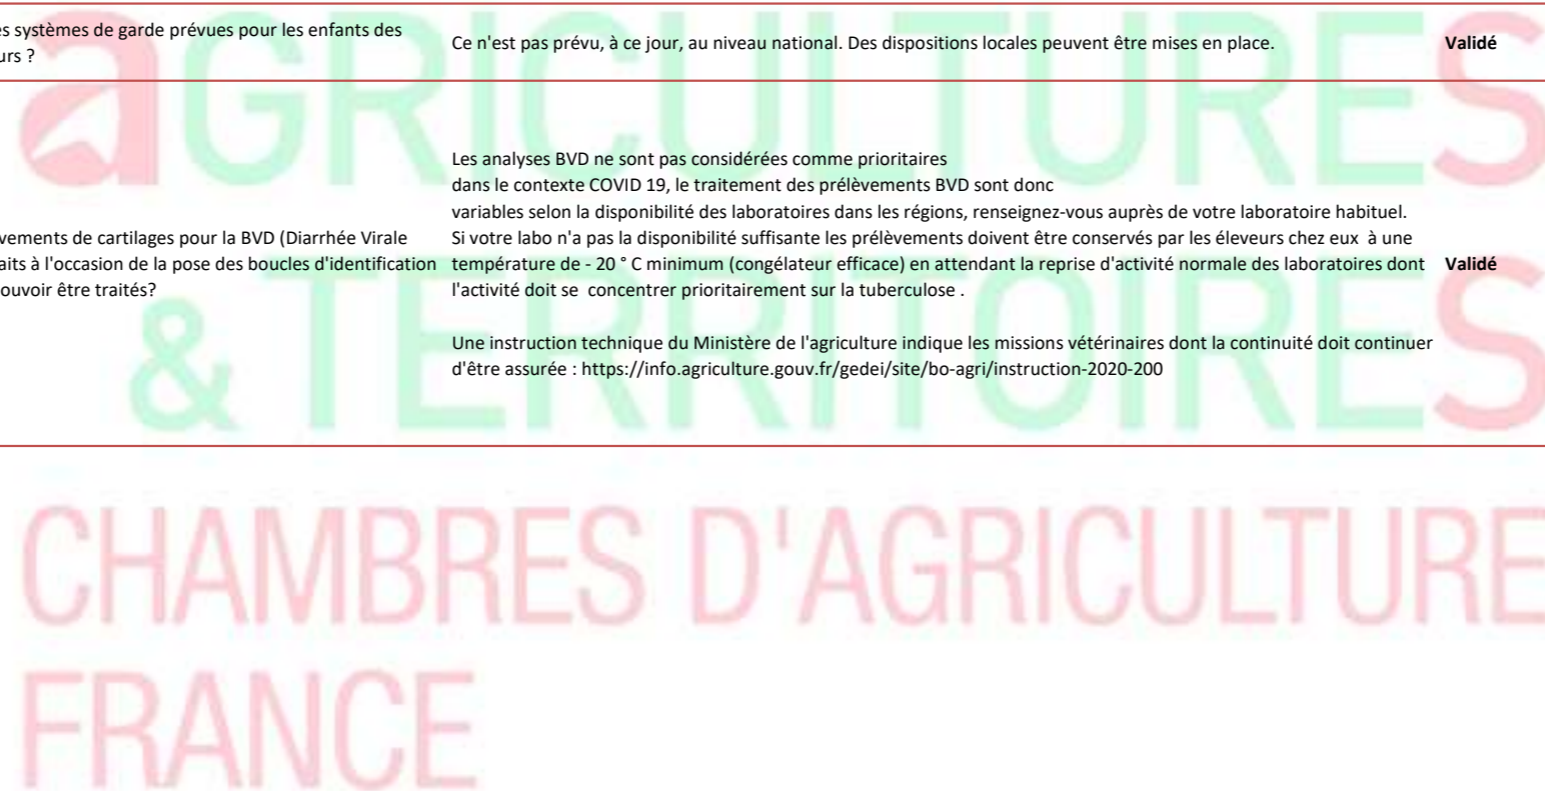 es systèmes de garde prévues pour les enfants des
urs ?
Ce n'est pas prévu, à ce jour, au niveau national. Des dispositions locales peuvent être mises en place.
Validé
Les analyses BVD ne sont pas considérées comme prioritaires
dans le contexte COVID 19, le traitement des prélèvements BVD sont donc
variables selon la disponibilité des laboratoires dans les régions, renseignez-vous auprès de votre laboratoire habituel.
vements de cartilages pour la BVD (Diarrhée Virale
Si votre labo n'a pas la disponibilité suffisante les prélèvements doivent être conservés par les éleveurs chez eux à une
aits à l'occasion de la pose des boucles d'identification
température de - 20 ° C minimum (congélateur efficace) en attendant la reprise d'activité normale des laboratoires dont
Validé
ouvoir être traités?
l'activité doit se concentrer prioritairement sur la tuberculose .
Une instruction technique du Ministère de l'agriculture indique les missions vétérinaires dont la continuité doit continuer
d'être assurée : https://info.agriculture.gouv.fr/gedei/site/bo-agri/instruction-2020-200
aGRICULTURES
& TERRITOIRES
CHAMBRES D'AGRICULTURE
FRANCE